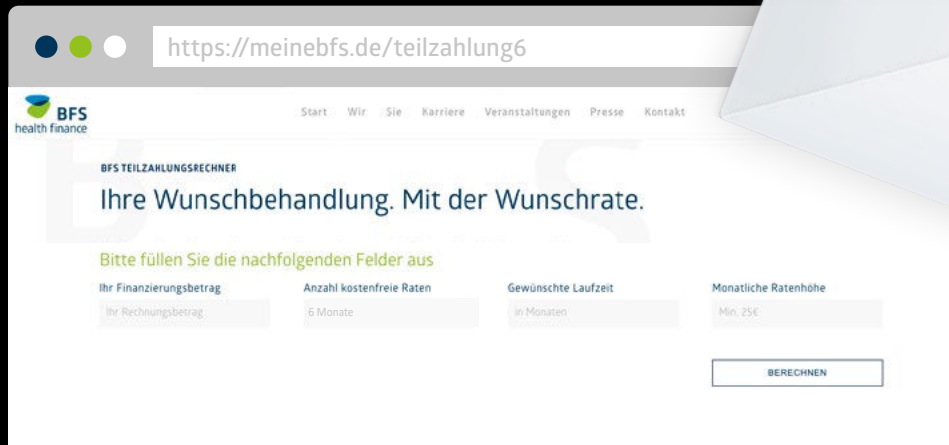 https://meinebfs.de/teilzahlung6
BFS
health finance
Start Wir Sie Karriere Veranstaltungen Presse Kontakt
BFS TEILZAHLUNGSRECHNER
Ihre Wunschbehandlung. Mit der Wunschrate.
Bitte füllen Sie die nachfolgenden Felder aus
Ihr Finanzierungsbetrag Anzahl kostenfreie Raten Gewünschte Laufzeit Monatliche Ratenhöhe
Ihr Rechnungsbetrag 6 Monate in Monaten Min. 25€
BERECHNEN